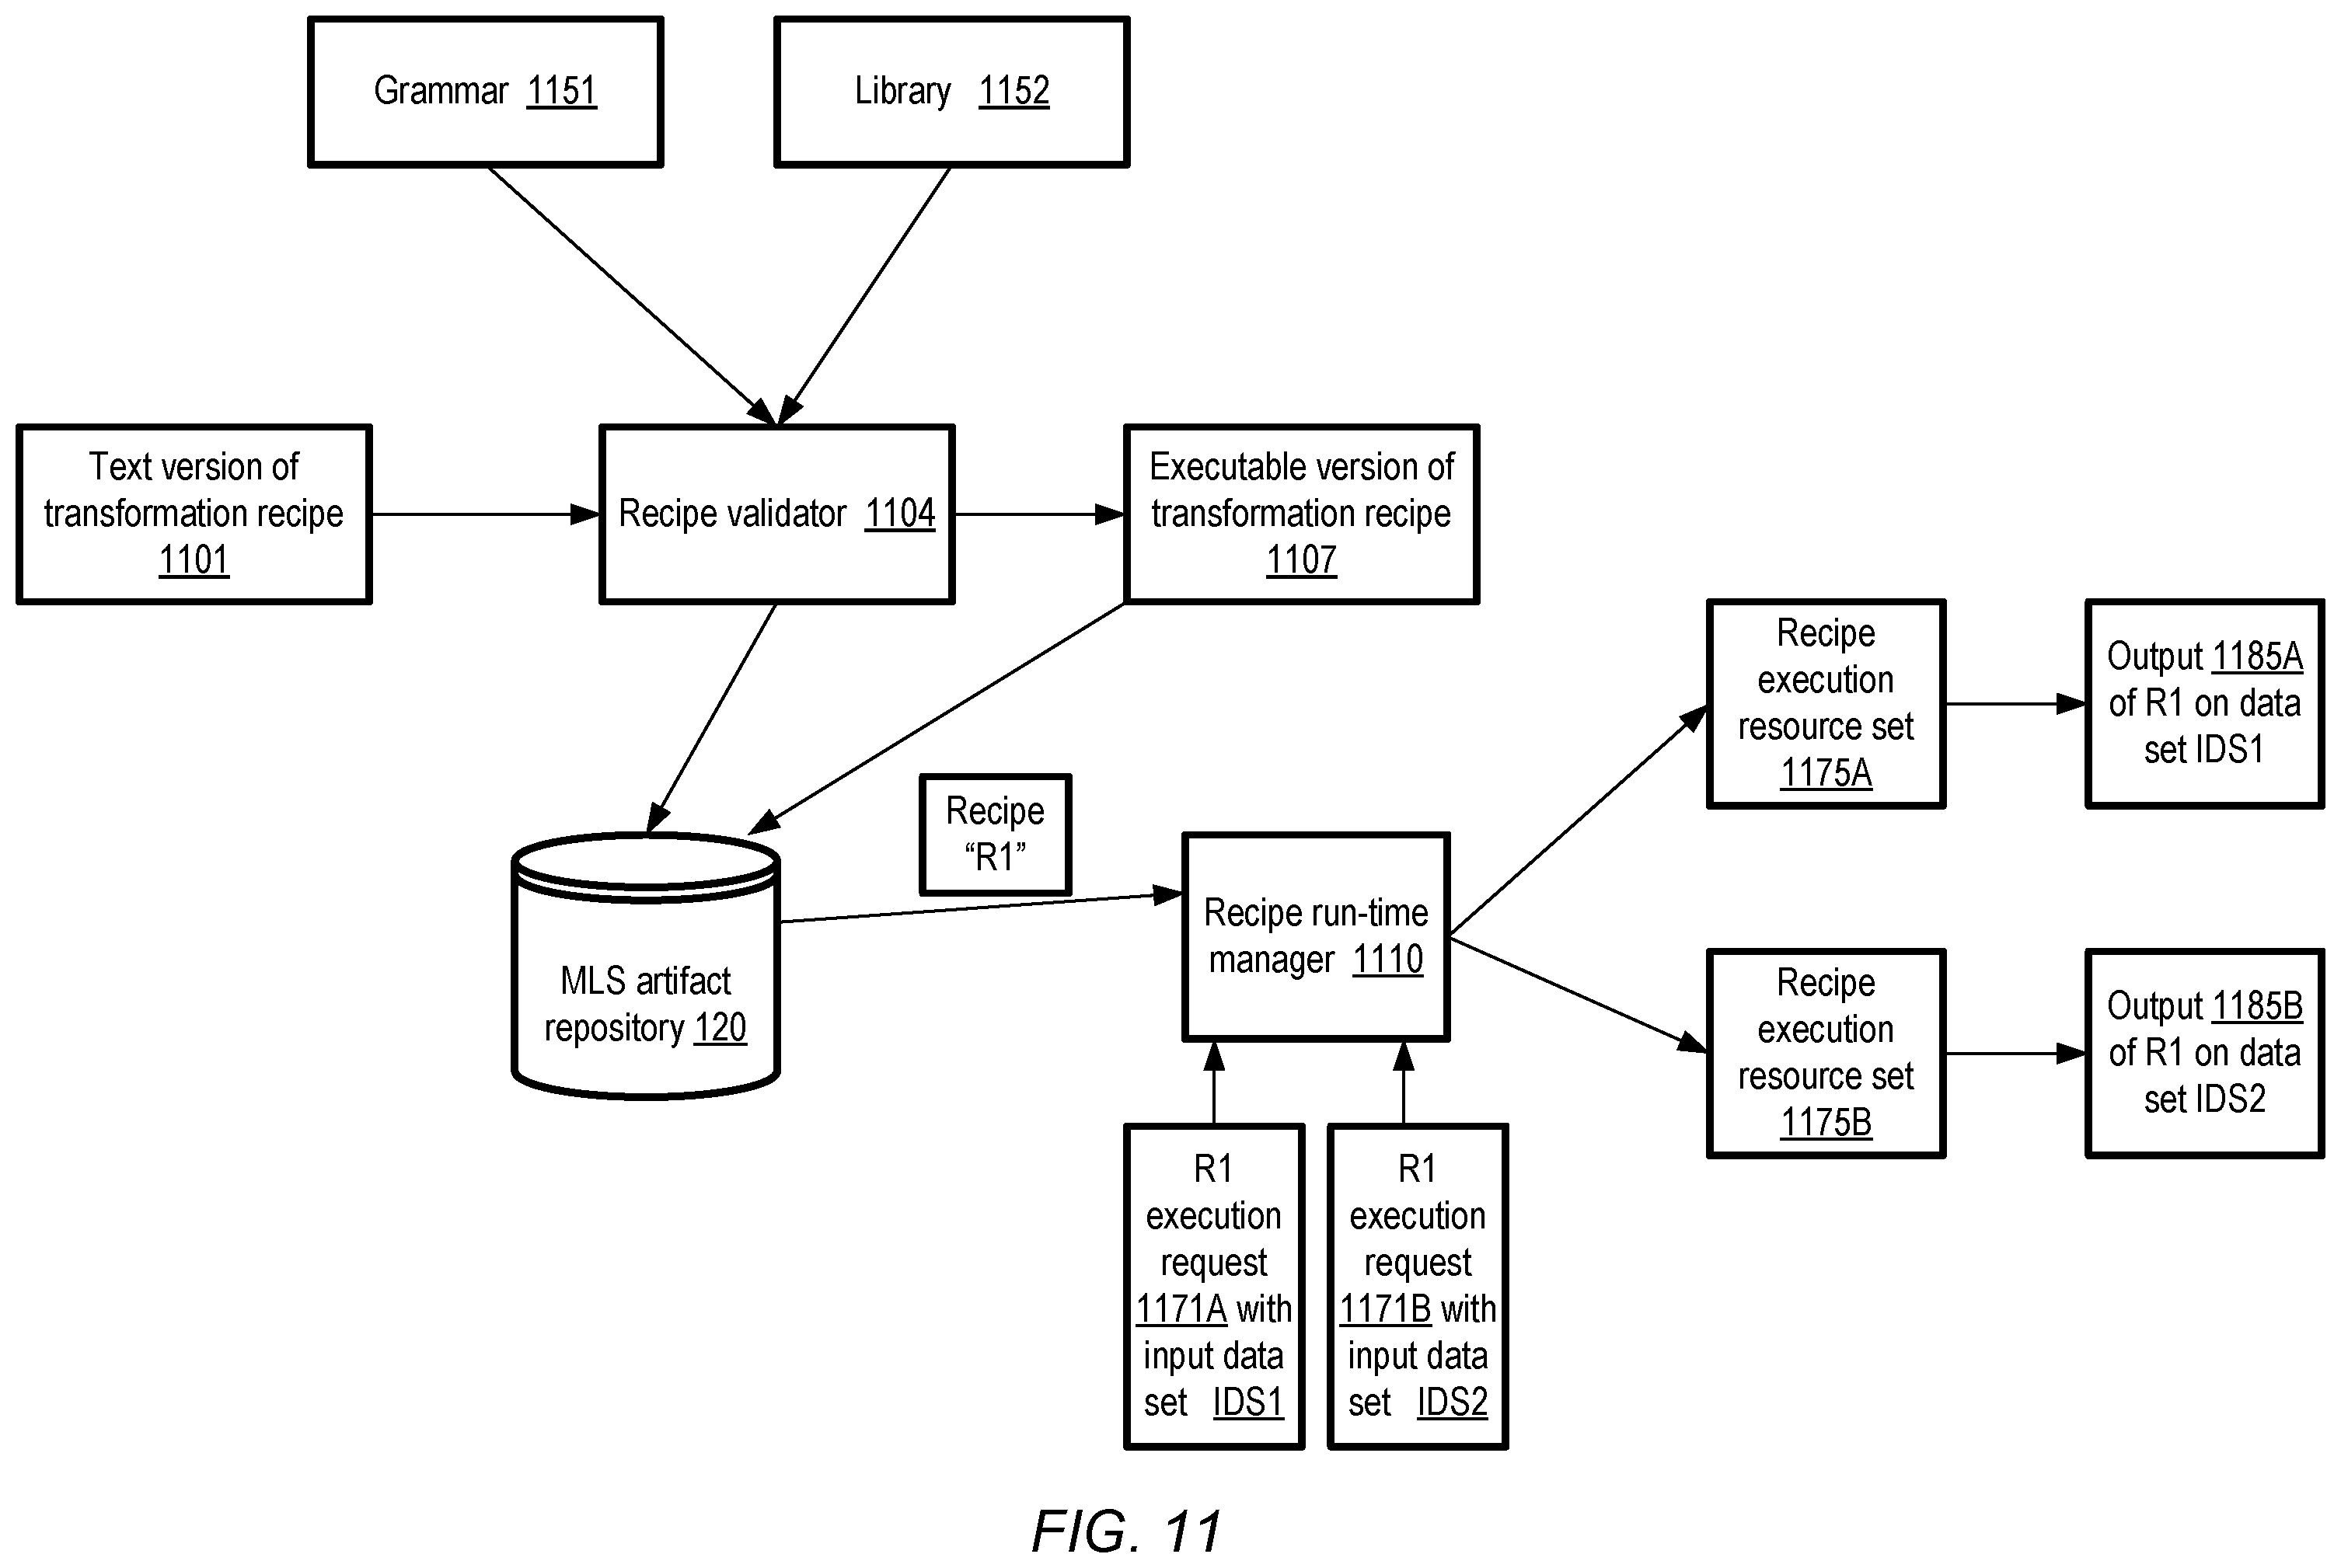 Grammar 1151
Library 1152
Text version of
transformation recipe
1101
Recipe validator 1104
Executable version of
transformation recipe
1107
Recipe
execution
resource set
1175A
Output 1185A
of R1 on data
set IDS1
Recipe
“R1”
MLS artifact
repository 120
Recipe run-time
manager 1110
Recipe
execution
resource set
1175B
Output 1185B
of R1 on data
set IDS2
R1
execution
request
1171A with
input data
set IDS1
R1
execution
request
1171B with
input data
set IDS2
FIG. 11